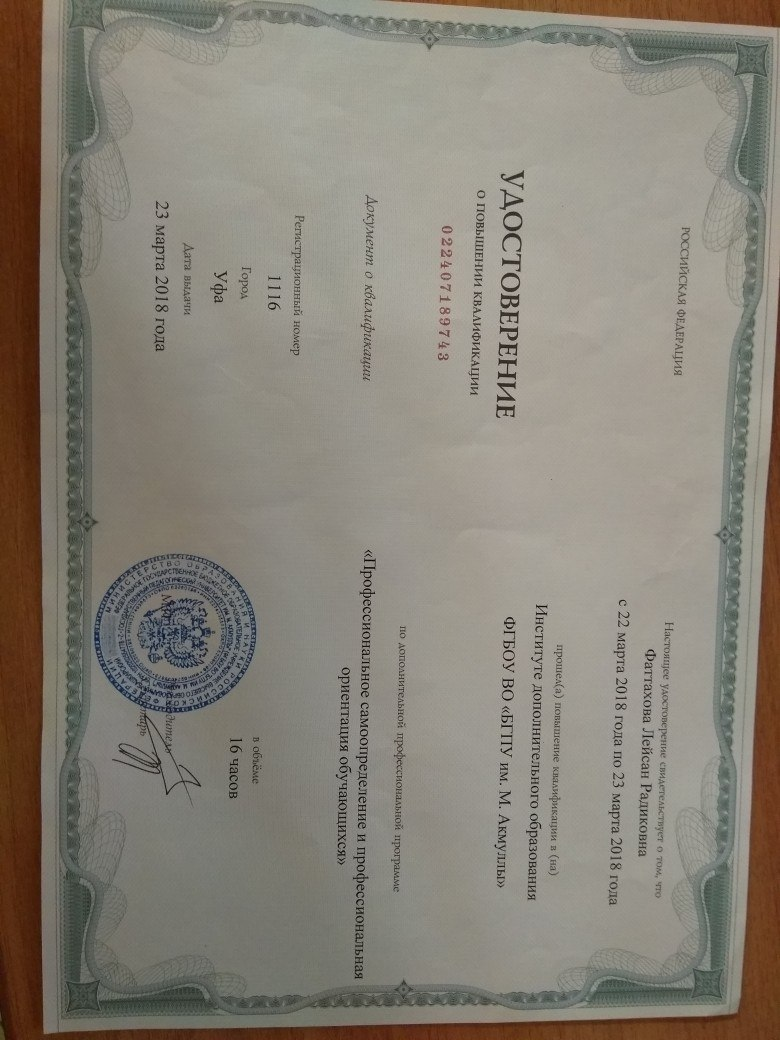 РОССИЙСКАЯ ФЕДЕРАЦИЯ
УДОСТОВЕРЕНИЕ
О ПОВЫШЕНИИ КВАЛИФИКАЦИИ
022407189743
Документ о квалификации
Регистрационный номер
1116
Город
Уфа
Дата выдачи
23 марта 2018 года
Настоящее удостоверение свидетельствует о том, что
Фаттахова Лейсан Радиковна
с 22 марта 2018 года по 23 марта 2018 года
прошел(а) повышение квалификации в (на)
Институте дополнительного образования
ФГБОУ ВО «БГПУ им. М. Акмуллы»
по дополнительной профессиональной программе
«Профессиональное самоопределение и профессиональная
ориентация обучающихся»
в объёме
16 часов